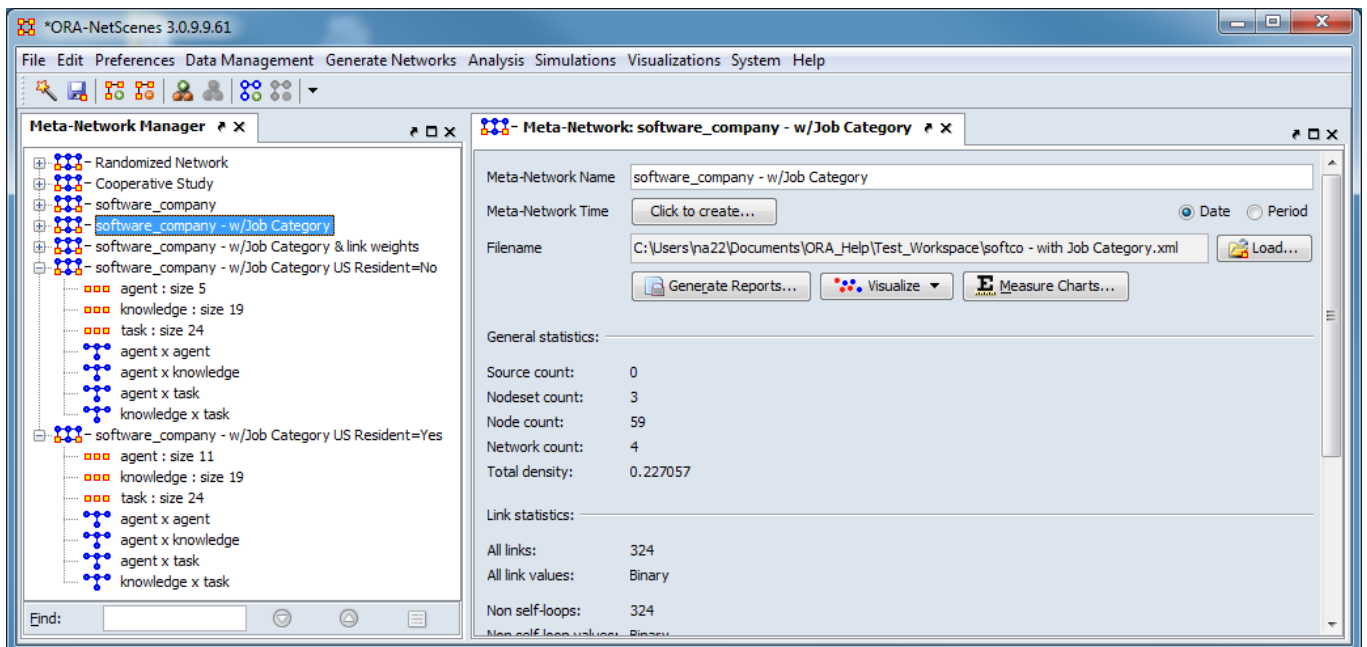 *ORA-NetScenes 3.0.9.9.61
File Edit Preferences Data Management Generate Networks Analysis Simulations Visualizations System Help
Meta-Network Manager
- Randomized Network
- Cooperative Study
- software_company
- software_company - w/Job Category
- software_company - w/Job Category & link weights
- software_company - w/Job Category US Resident=No
agent : size 5
knowledge : size 19
task : size 24
agent x agent
agent x knowledge
agent x task
knowledge x task
- software_company - w/Job Category US Resident=Yes
agent : size 11
knowledge : size 19
task : size 24
agent x agent
agent x knowledge
agent x task
knowledge x task
Find:
- Meta-Network: software_company - w/Job Category
Meta-Network Name software_company - w/Job Category
Meta-Network Time Click to create... Date Period
Filename C:\Users\na22\Documents\ORA_Help\Test_Workspace\softco - with Job Category.xml Load...
Generate Reports... Visualize Measure Charts...
General statistics:
Source count: 0
Nodeset count: 3
Node count: 59
Network count: 4
Total density: 0.227057
Link statistics:
All links: 324
All link values: Binary
Non self-loops: 324
Non self-loop values: Binary